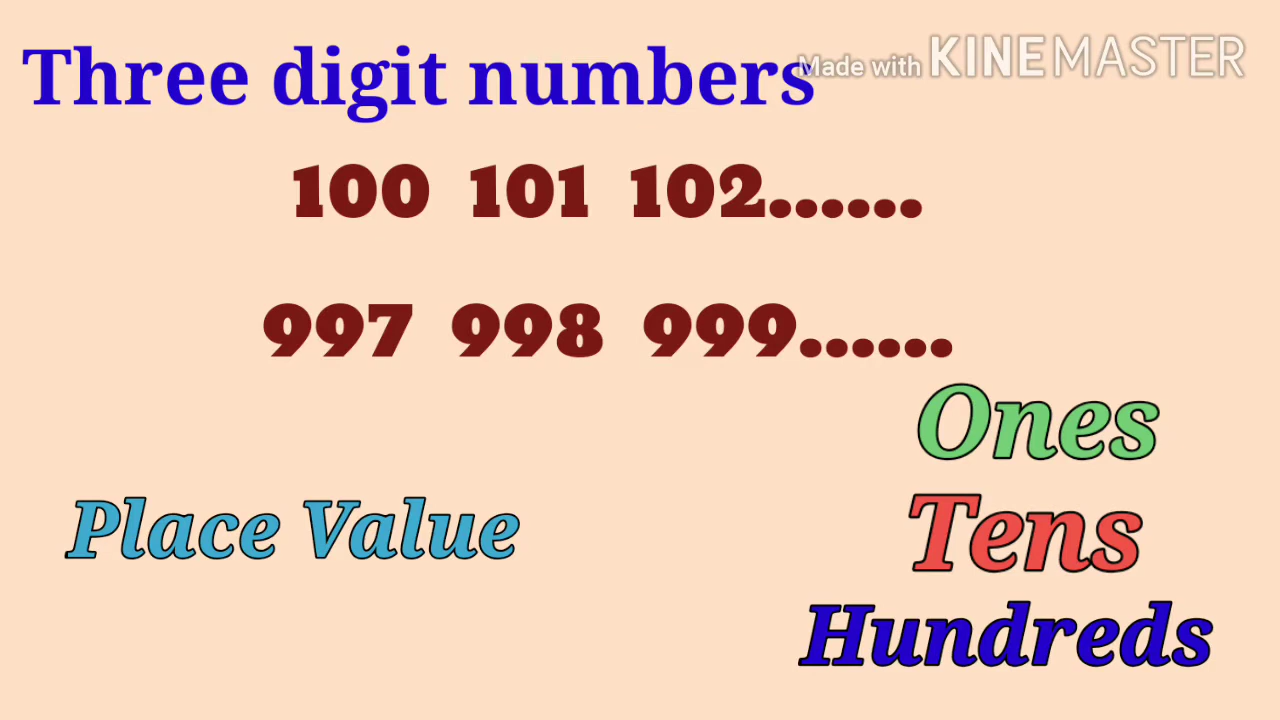 Three digit numbers
Made with KINEMASTER
100 101 102......
997 998 999......
Ones
Place Value
Tens
Hundreds